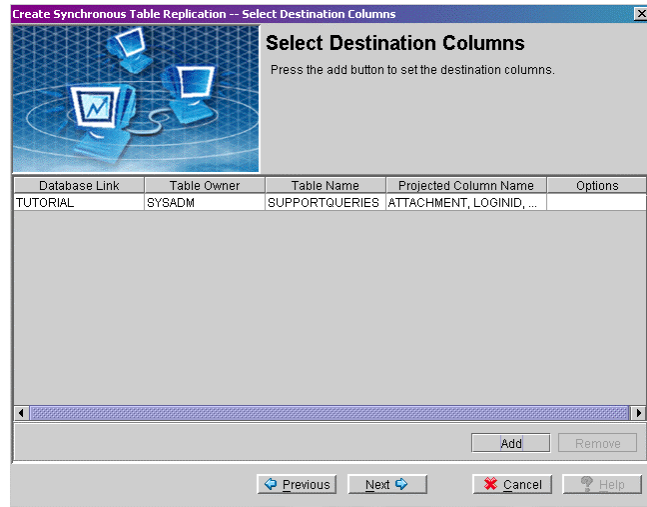 Create Synchronous Table Replication -- Select Destination Columns
Select Destination Columns
Press the add button to set the destination columns.
Database Link Table Owner Table Name Projected Column Name Options
TUTORIAL SYSADM SUPPORTQUERIES ATTACHMENT, LOGINID, ...
Add Remove
Previous Next Cancel Help